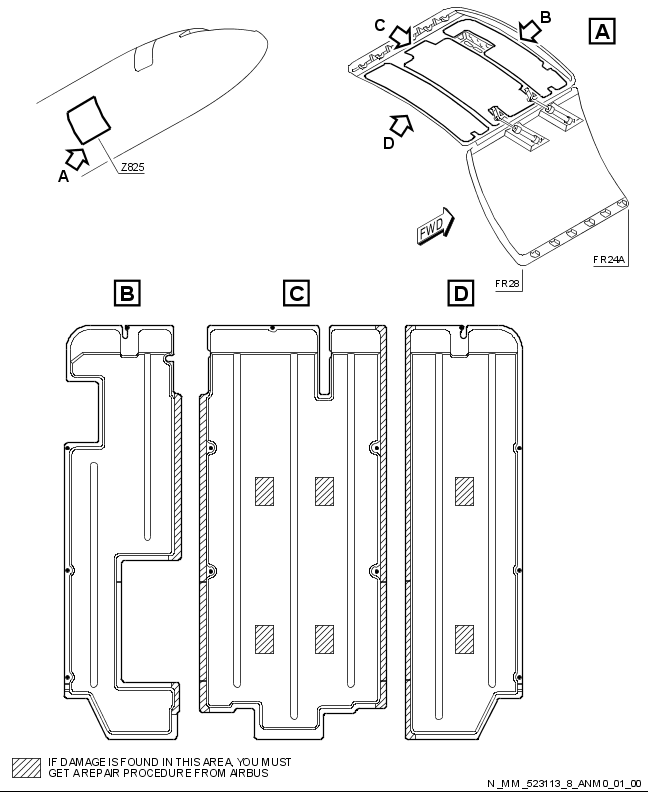 C
B
A
D
Z825
A
FWD
FR24A
FR28
B
C
D
IF DAMAGE IS FOUND IN THIS AREA, YOU MUST
GET A REPAIR PROCEDURE FROM AIRBUS
N_MM_523113_8_ANM0_01_00